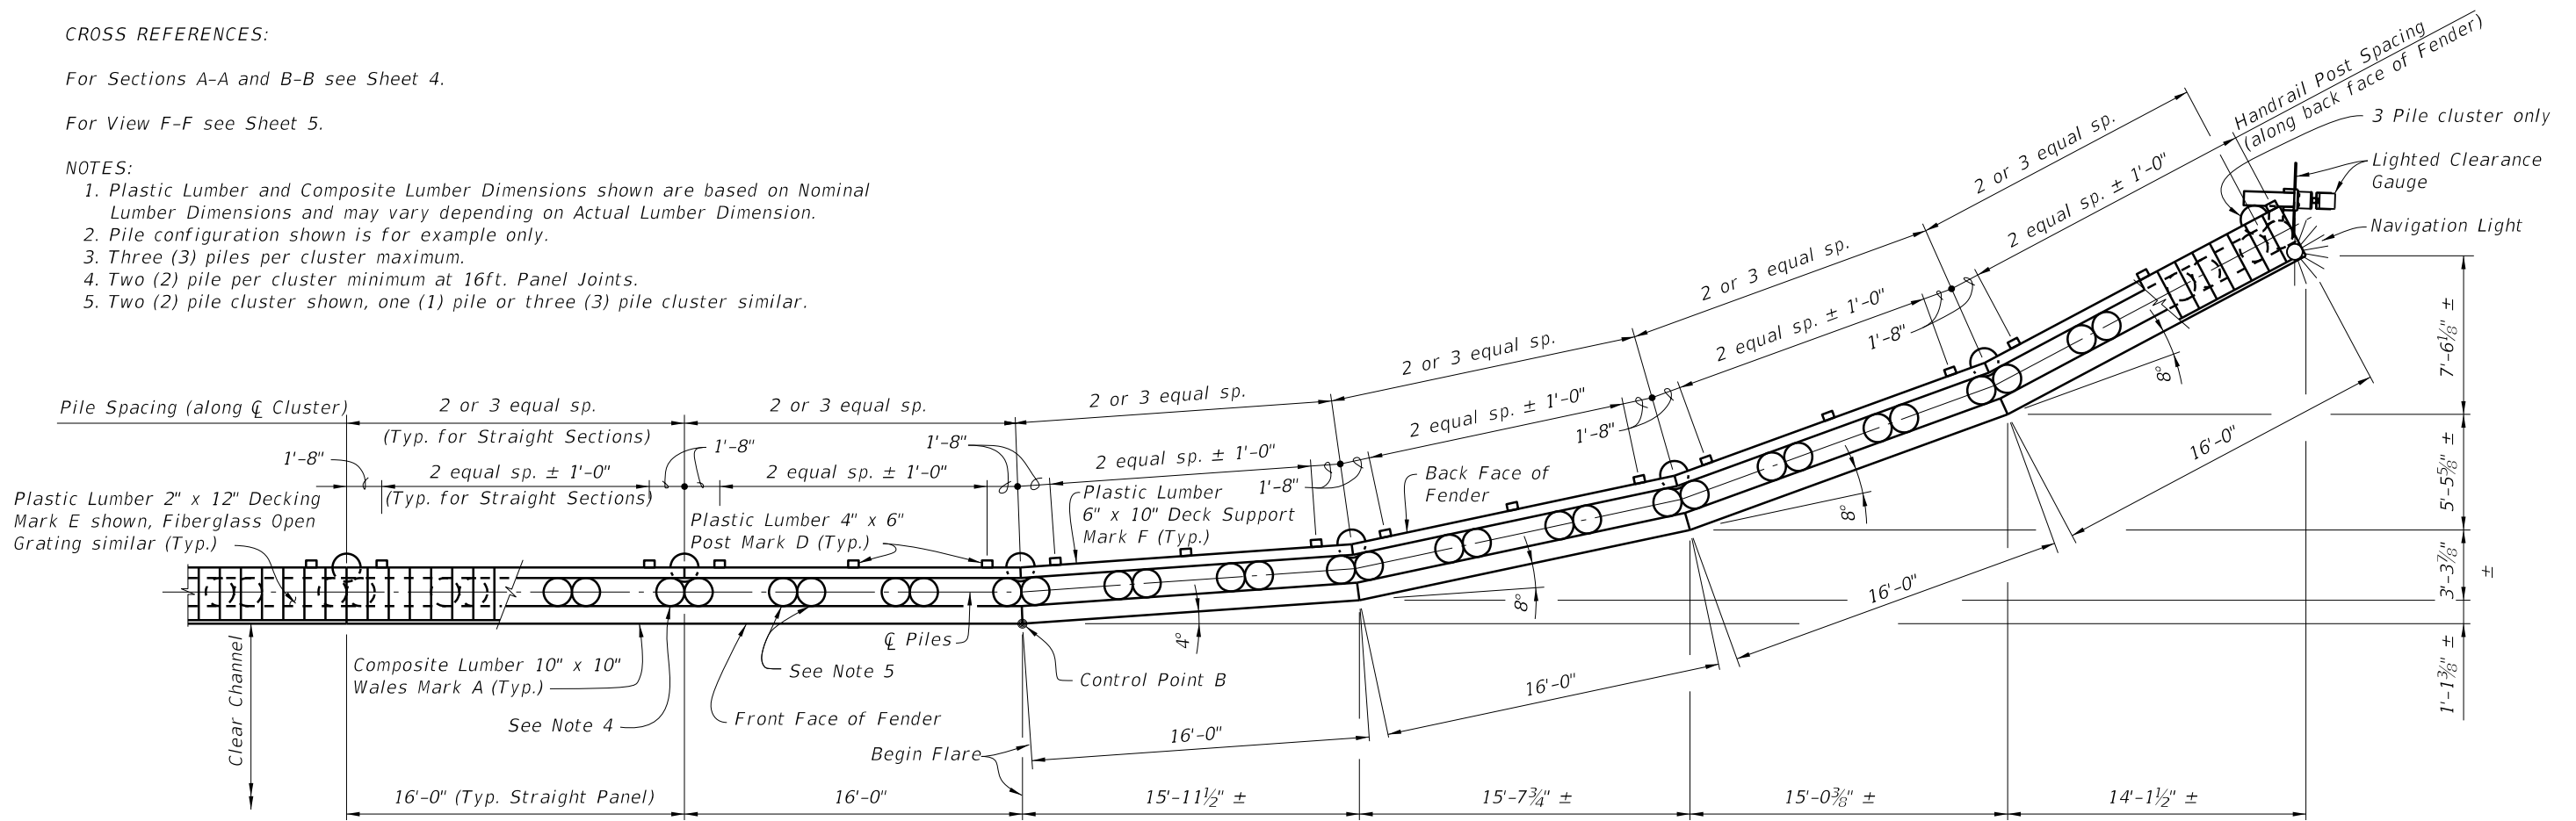 CROSS REFERENCES:
For Sections A-A and B-B see Sheet 4.
For View F-F see Sheet 5.
NOTES:
1. Plastic Lumber and Composite Lumber Dimensions shown are based on Nominal
Lumber Dimensions and may vary depending on Actual Lumber Dimension.
2. Pile configuration shown is for example only.
3. Three (3) piles per cluster maximum.
4. Two (2) pile per cluster minimum at 16ft. Panel Joints.
5. Two (2) pile cluster shown, one (1) pile or three (3) pile cluster similar.
Handrail Post Spacing
(along back face of Fender)
3 Pile cluster only
Lighted Clearance
Gauge
Navigation Light
2 or 3 equal sp.
2 equal sp. ± 1'-0"
2 or 3 equal sp.
2 equal sp. ± 1'-0"
1'-8"
2 or 3 equal sp.
2 equal sp. ± 1'-0"
1'-8"
2 or 3 equal sp.
2 equal sp. ± 1'-0"
1'-8"
Pile Spacing (along ℄ Cluster)
2 or 3 equal sp.
(Typ. for Straight Sections)
2 or 3 equal sp.
1'-8"
2 equal sp. ± 1'-0"
(Typ. for Straight Sections)
1'-8"
2 equal sp. ± 1'-0"
1'-8"
Plastic Lumber 2" x 12" Decking
Mark E shown, Fiberglass Open
Grating similar (Typ.)
Plastic Lumber 4" x 6"
Post Mark D (Typ.)
Plastic Lumber
6" x 10" Deck Support
Mark F (Typ.)
Back Face of
Fender
8°
8°
8°
4°
7'-6⅛" ±
5'-5⅝" ±
3'-3⅞"
±
1'-1⅜" ±
℄ Piles
See Note 5
Composite Lumber 10" x 10"
Wales Mark A (Typ.)
See Note 4
Front Face of Fender
Control Point B
Begin Flare
Clear Channel
16'-0"
16'-0"
16'-0"
16'-0"
16'-0" (Typ. Straight Panel)
16'-0"
15'-11½" ±
15'-7¾" ±
15'-0⅜" ±
14'-1½" ±